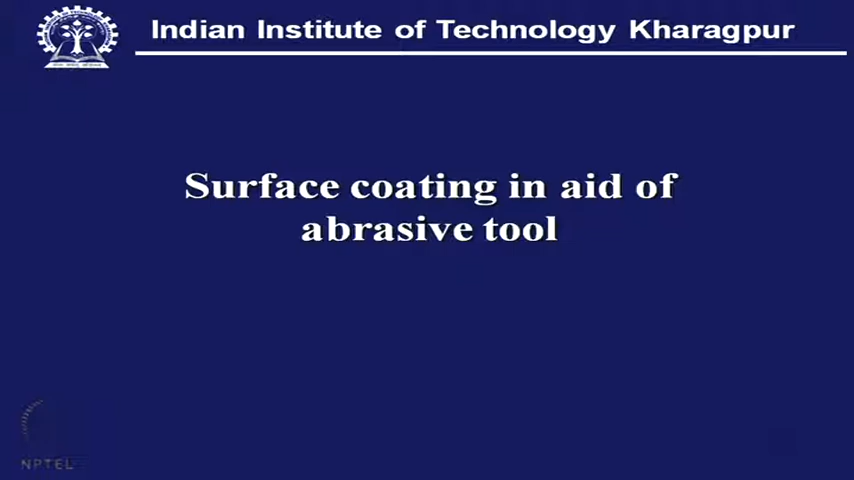 Indian Institute of Technology Kharagpur
Surface coating in aid of
abrasive tool
NPTEL